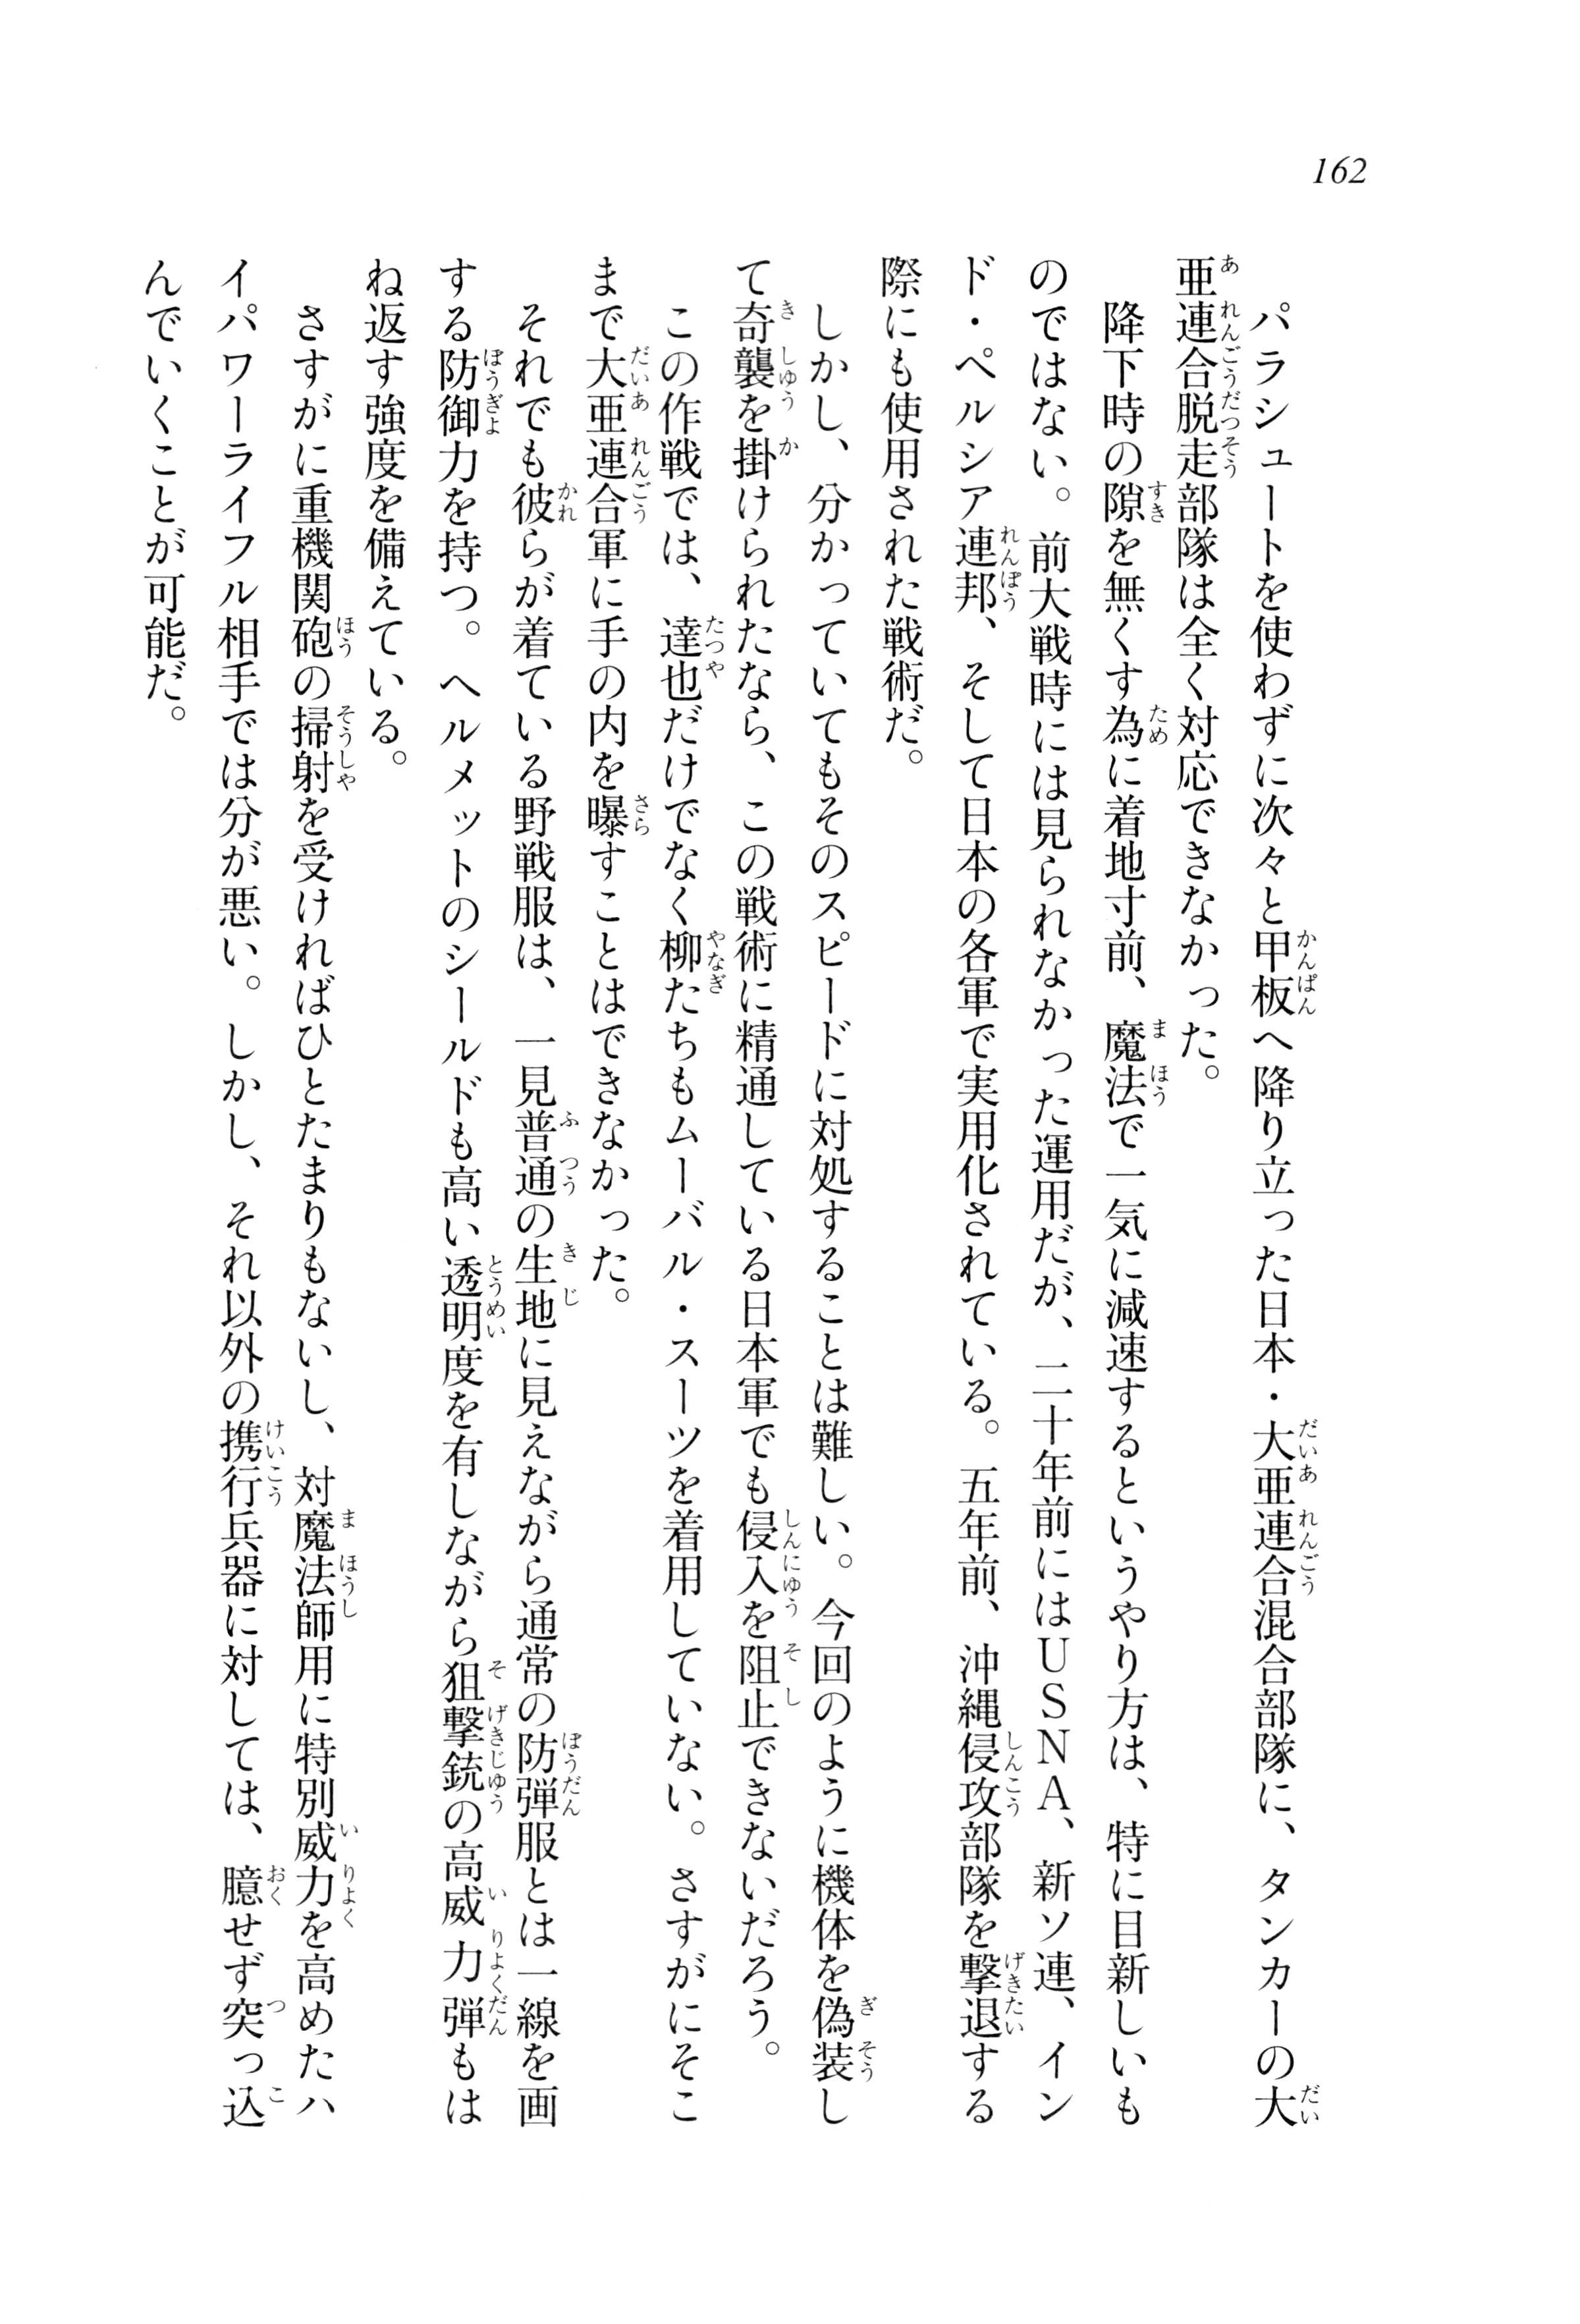 162
パラシュートを使わずに次々と甲板へ降り立った日本・大亜連合混合部隊に、タンカーの大
亜連合脱走部隊は全く対応できなかった。
降下時の隙を無くす為に着地寸前、魔法で一気に減速するというやり方は、特に目新しいも
のではない。前大戦時には見られなかった運用だが、二十年前にはＵＳＮＡ、新ソ連、イン
ド・ペルシア連邦、そして日本の各軍で実用化されている。五年前、沖縄侵攻部隊を撃退する
際にも使用された戦術だ。
しかし、分かっていてもそのスピードに対処することは難しい。今回のように機体を偽装し
て奇襲を掛けられたなら、この戦術に精通している日本軍でも侵入を阻止できないだろう。
この作戦では、達也だけでなく柳たちもムーバル・スーツを着用していない。さすがにそこ
まで大亜連合軍に手の内を曝すことはできなかった。
それでも彼らが着ている野戦服は、一見普通の生地に見えながら通常の防弾服とは一線を画
する防御力を持つ。ヘルメットのシールドも高い透明度を有しながら狙撃銃の高威力弾もは
ね返す強度を備えている。
さすがに重機関砲の掃射を受ければひとたまりもないし、対魔法師用に特別威力を高めたハ
イパワーライフル相手では分が悪い。しかし、それ以外の携行兵器に対しては、臆せず突っ込
んでいくことが可能だ。